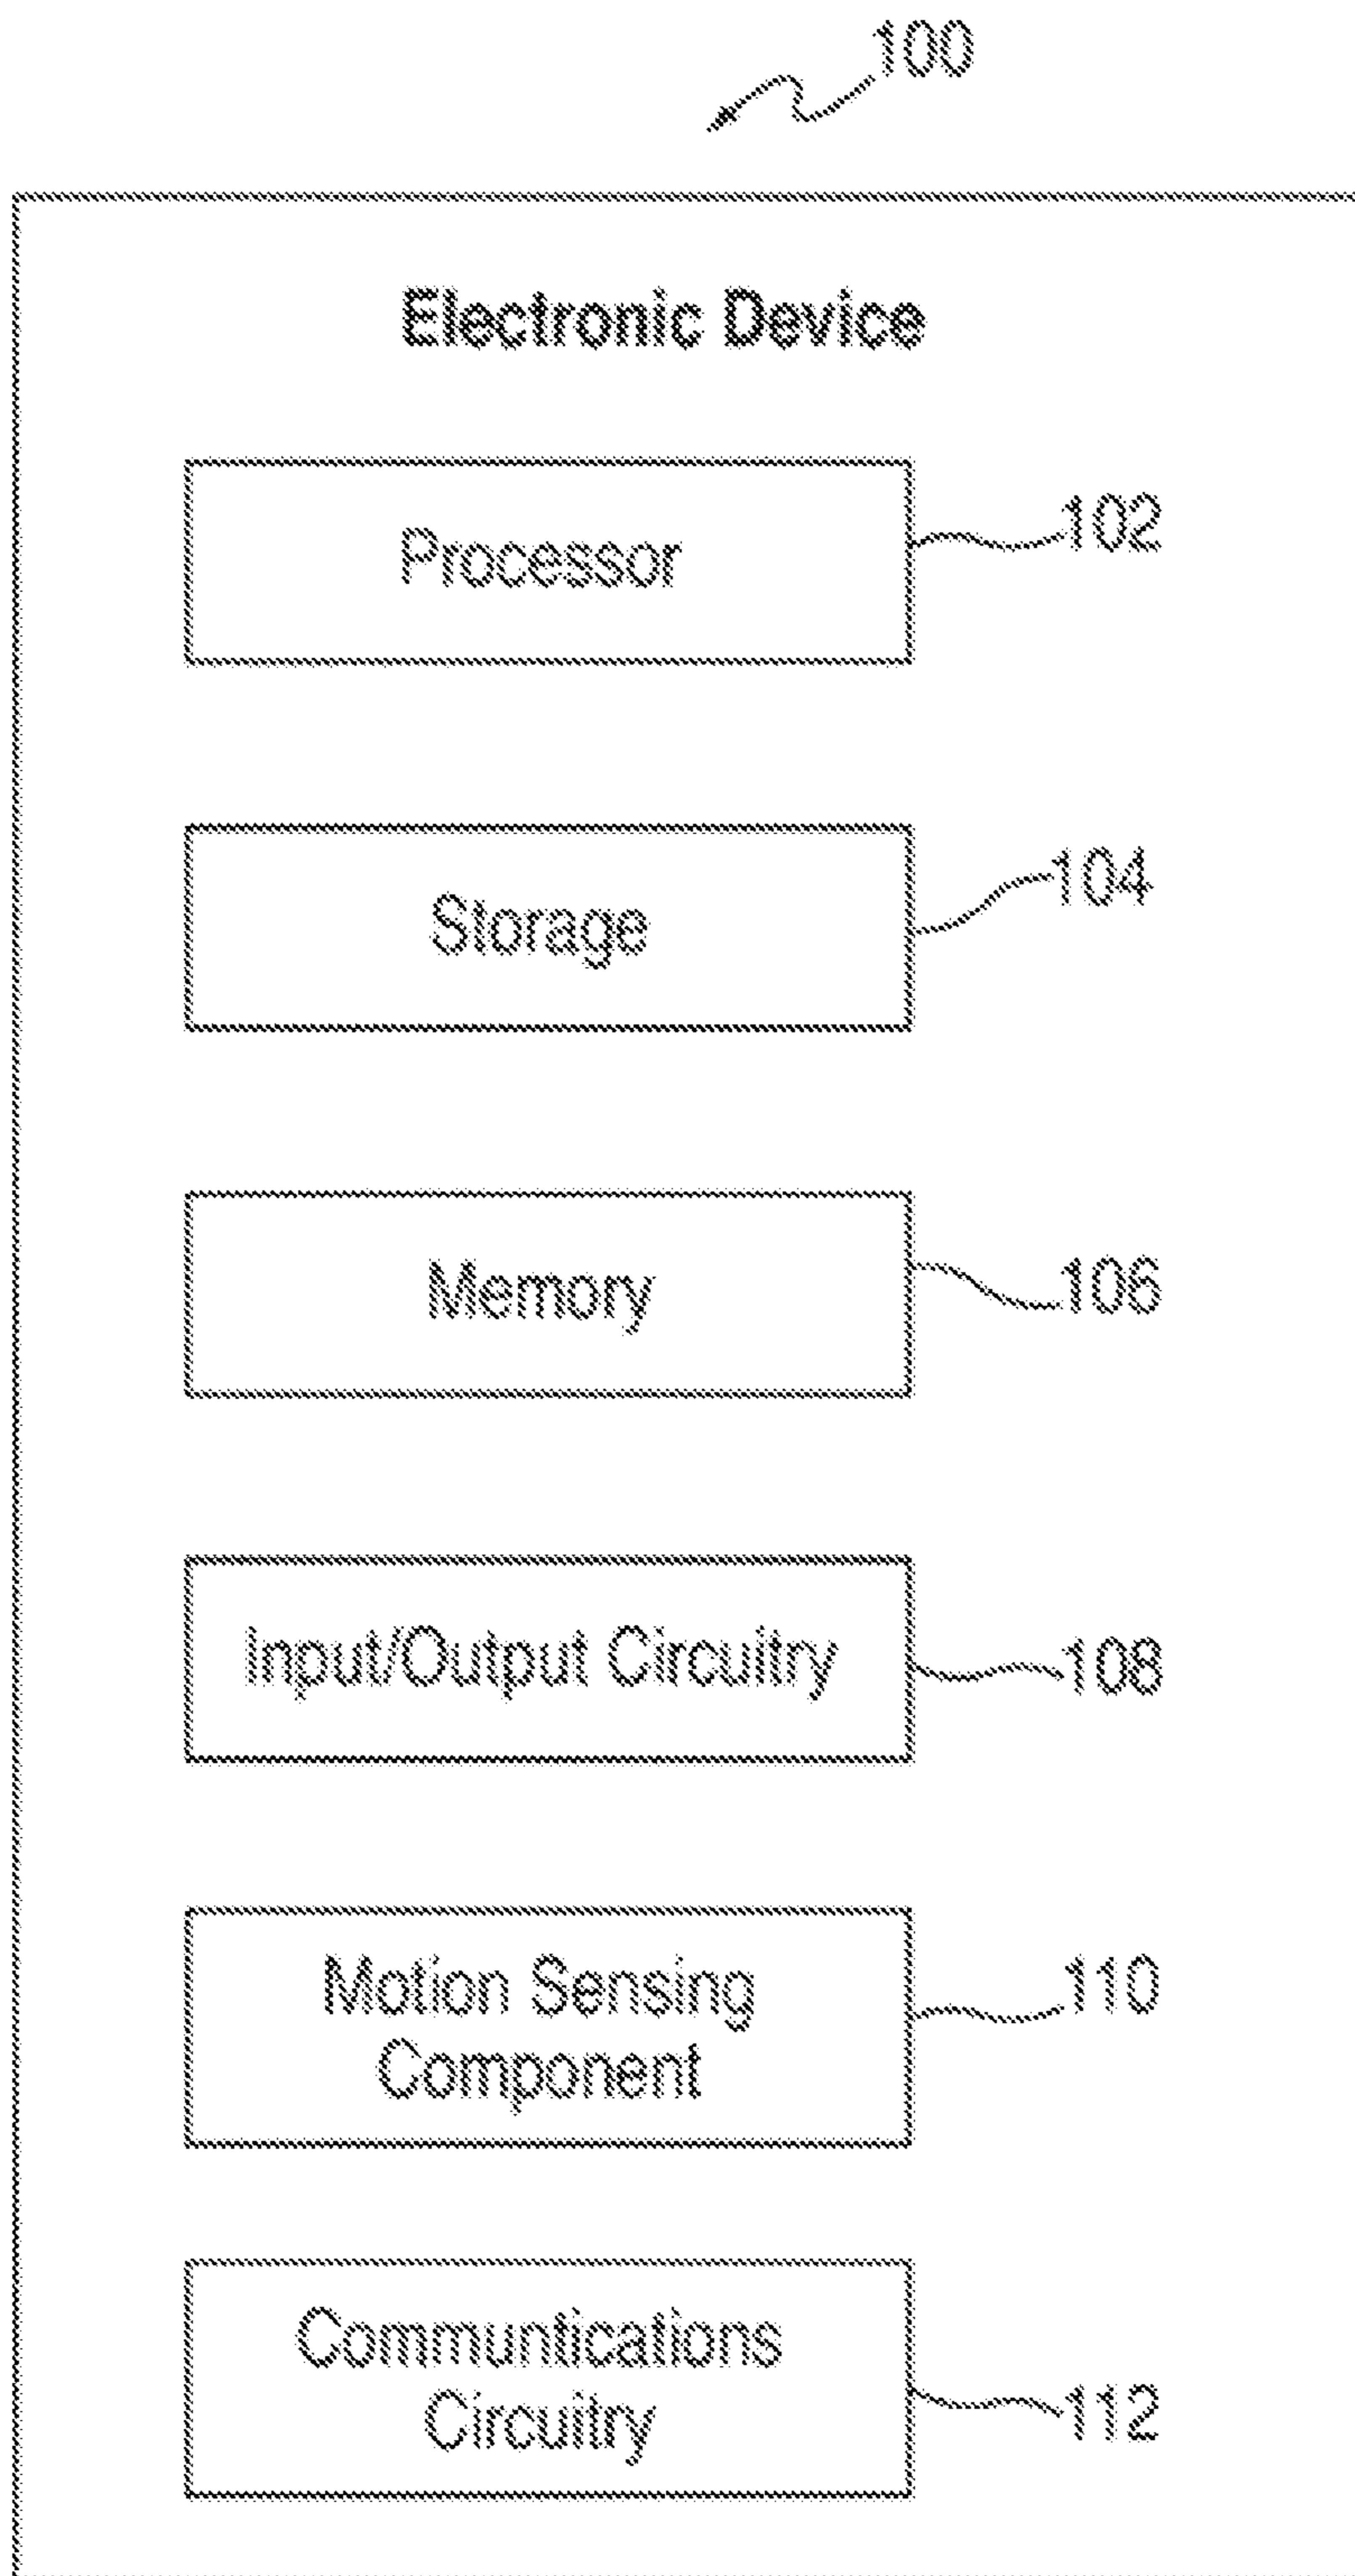 100
Electronic Device
Processor
102
Storage
104
Memory
106
Input/Output Circuitry
108
Motion Sensing
Component
110
Communtications
Circuitry
112